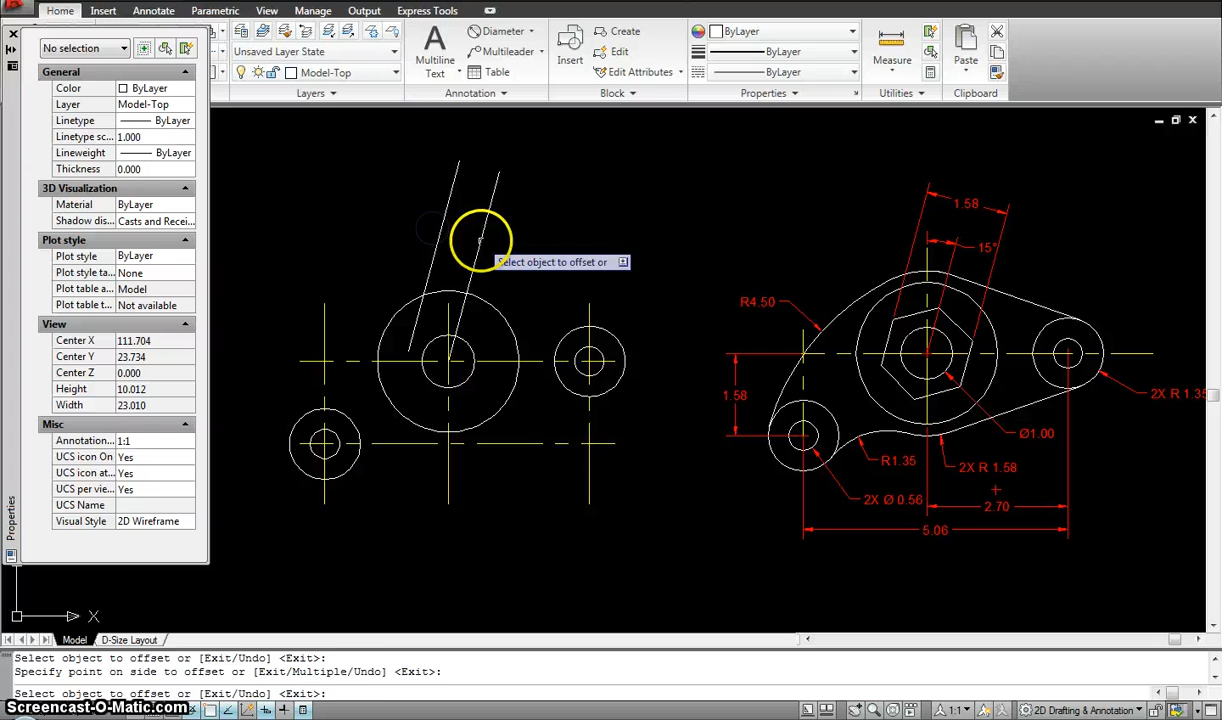 Home Insert Annotate Parametric View Manage Output Express Tools
No selection
General
Color ByLayer
Layer Model-Top
Linetype ByLayer
Linetype sc... 1.000
Lineweight ByLayer
Thickness 0.000
3D Visualization
Material ByLayer
Shadow dis... Casts and Recei...
Plot style
Plot style ByLayer
Plot style ta... None
Plot table a... Model
Plot table t... Not available
View
Center X 111.704
Center Y 23.734
Center Z 0.000
Height 10.012
Width 23.010
Misc
Annotation... 1:1
UCS icon On Yes
UCS icon at... Yes
UCS per vie... Yes
UCS Name
Visual Style 2D Wireframe
Properties
Unsaved Layer State
Model-Top
Layers
Multiline
Text
Diameter
Multileader
Table
Annotation
Insert
Create
Edit
Edit Attributes
Block
ByLayer
ByLayer
ByLayer
Properties
Measure
Utilities
Paste
Clipboard
Select object to offset or
1.58
15°
R4.50
1.58
2X R 1.35
Ø1.00
R1.35
2X R 1.58
2X Ø 0.56
2.70
5.06
X
Model D-Size Layout
Select object to offset or [Exit/Undo] <Exit>:
Specify point on side to offset or [Exit/Multiple/Undo] <Exit>:
Select object to offset or [Exit/Undo] <Exit>:
Screencast-O-Matic.com
1:1
2D Drafting & Annotation